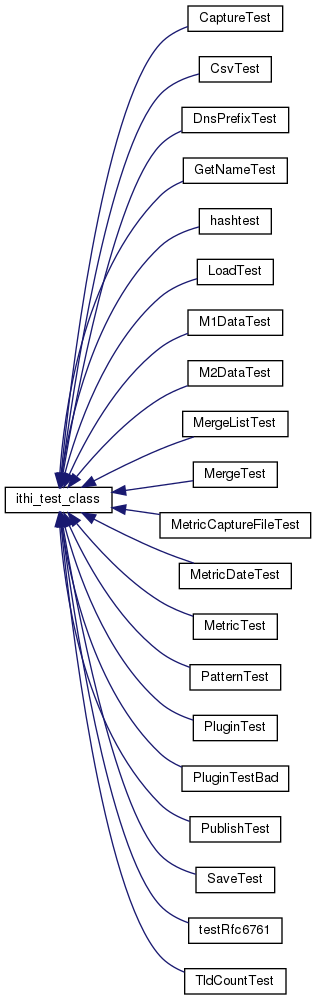 CaptureTest
CsvTest
DnsPrefixTest
GetNameTest
hashtest
LoadTest
M1DataTest
M2DataTest
MergeListTest
MergeTest
ithi_test_class
MetricCaptureFileTest
MetricDateTest
MetricTest
PatternTest
PluginTest
PluginTestBad
PublishTest
SaveTest
testRfc6761
TldCountTest